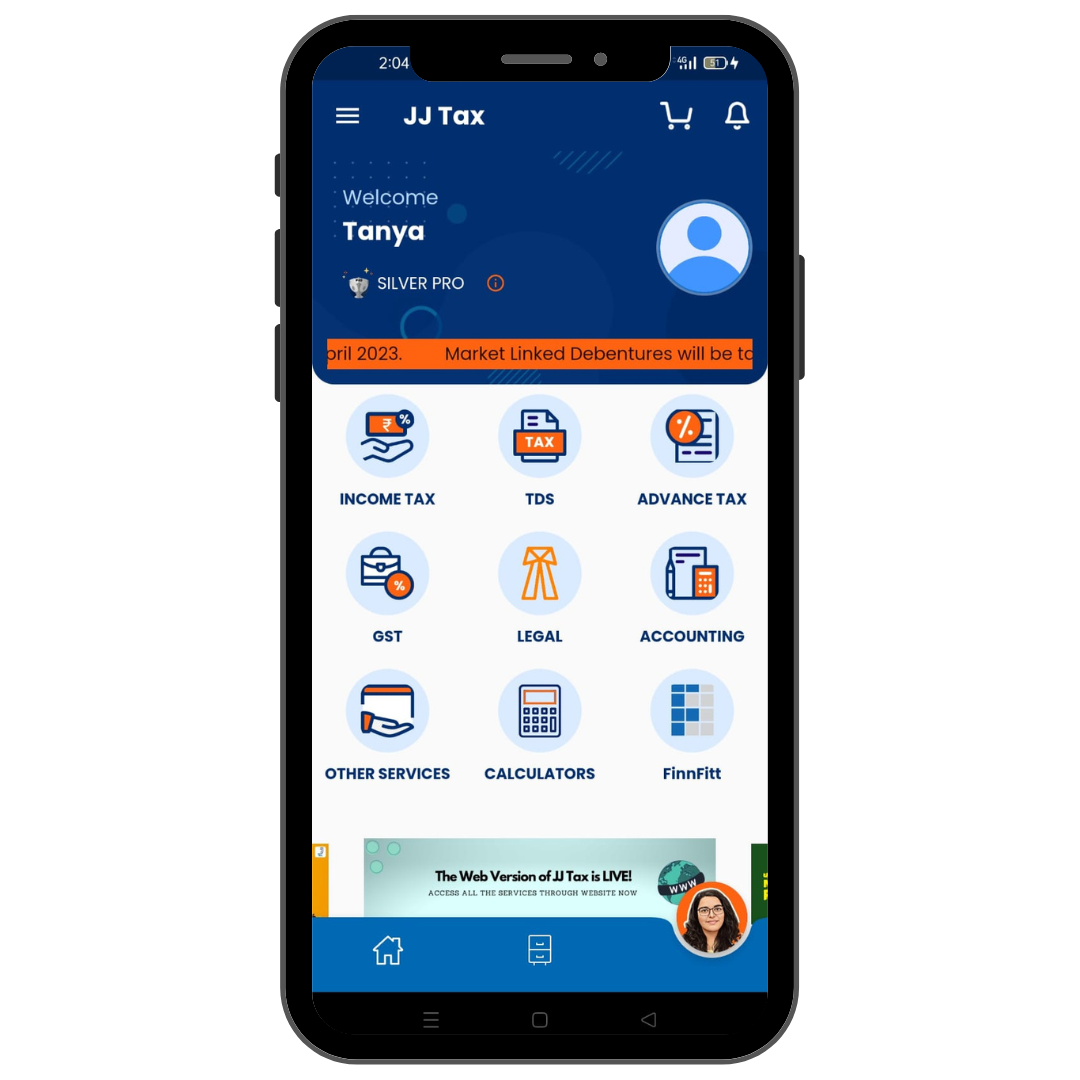 2:04 4G 51
JJ Tax
Welcome
Tanya
SILVER PRO
2023. Market Linked Debentures will be
₹ %
TAX
%
INCOME TAX TDS ADVANCE TAX
%
GST LEGAL ACCOUNTING
OTHER SERVICES CALCULATORS FinnFitt
The Web Version of JJ Tax is LIVE!
ACCESS ALL THE SERVICES THROUGH WEBSITE NOW
WWW